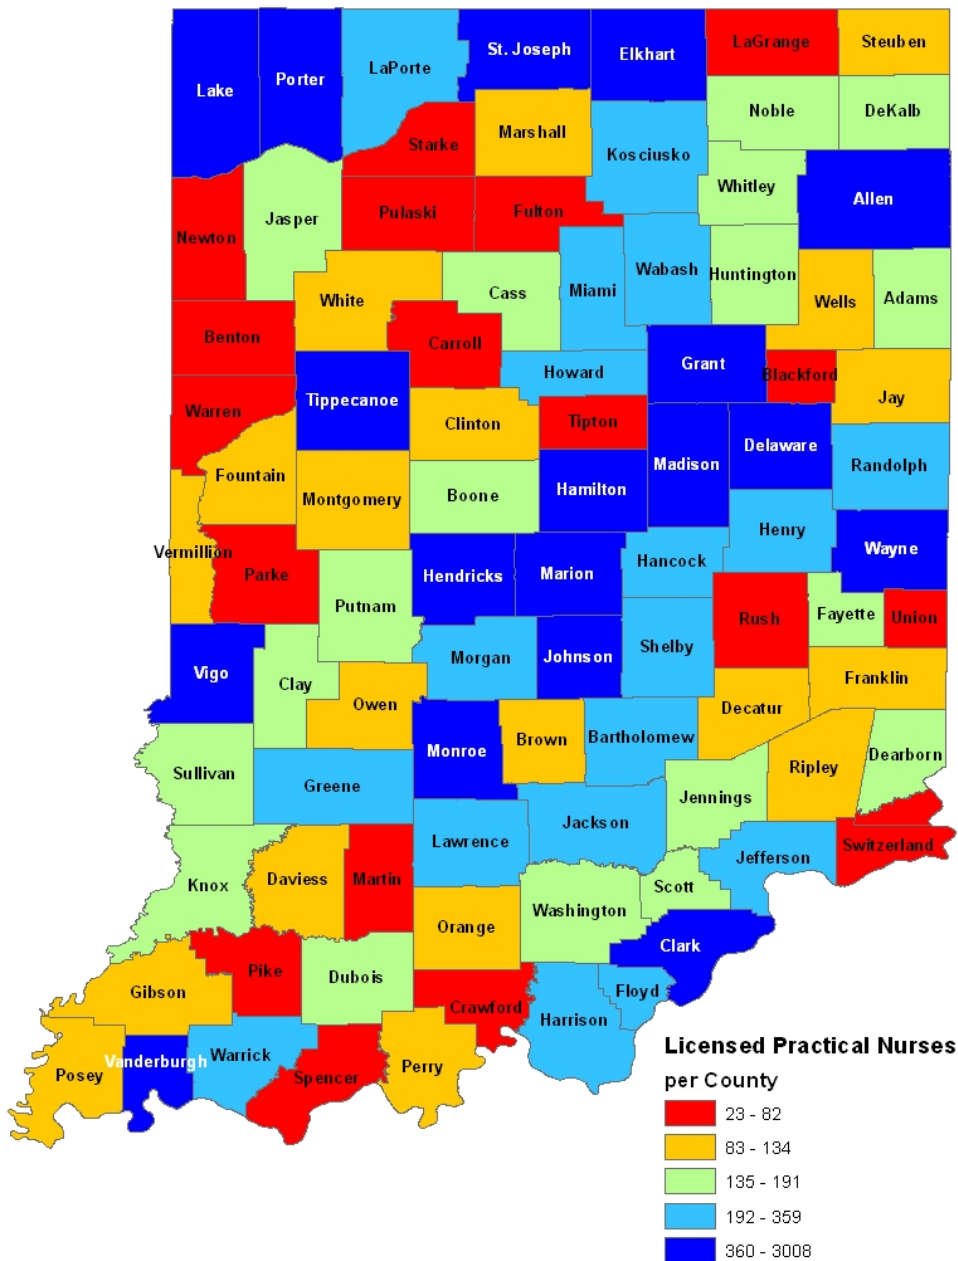 St. Joseph
LaGrange
Steuben
Elkhart
LaPorte
Porter
Lake
Noble
DeKalb
Marshall
Starke
Kosciusko
Whitley
Allen
Pulaski
Fulton
Jasper
Newton
Wabash
Huntington
Miami
Cass
White
Wells
Adams
Benton
Carroll
Grant
Howard
Blackford
Jay
Tippecanoe
Warren
Clinton
Tipton
Delaware
Madison
Randolph
Fountain
Hamilton
Boone
Montgomery
Henry
Wayne
Vermillion
Hancock
Parke
Hendricks
Marion
Putnam
Fayette
Union
Rush
Shelby
Morgan
Johnson
Vigo
Franklin
Clay
Owen
Decatur
Bartholomew
Brown
Monroe
Dearborn
Ripley
Sullivan
Greene
Jennings
Jackson
Lawrence
Switzerland
Jefferson
Daviess
Martin
Knox
Scott
Washington
Orange
Clark
Pike
Dubois
Gibson
Floyd
Crawford
Harrison
Warrick
Vanderburgh
Perry
Posey
Spencer
Licensed Practical Nurses
per County
23 - 82
83 - 134
135 - 191
192 - 359
360 - 3008